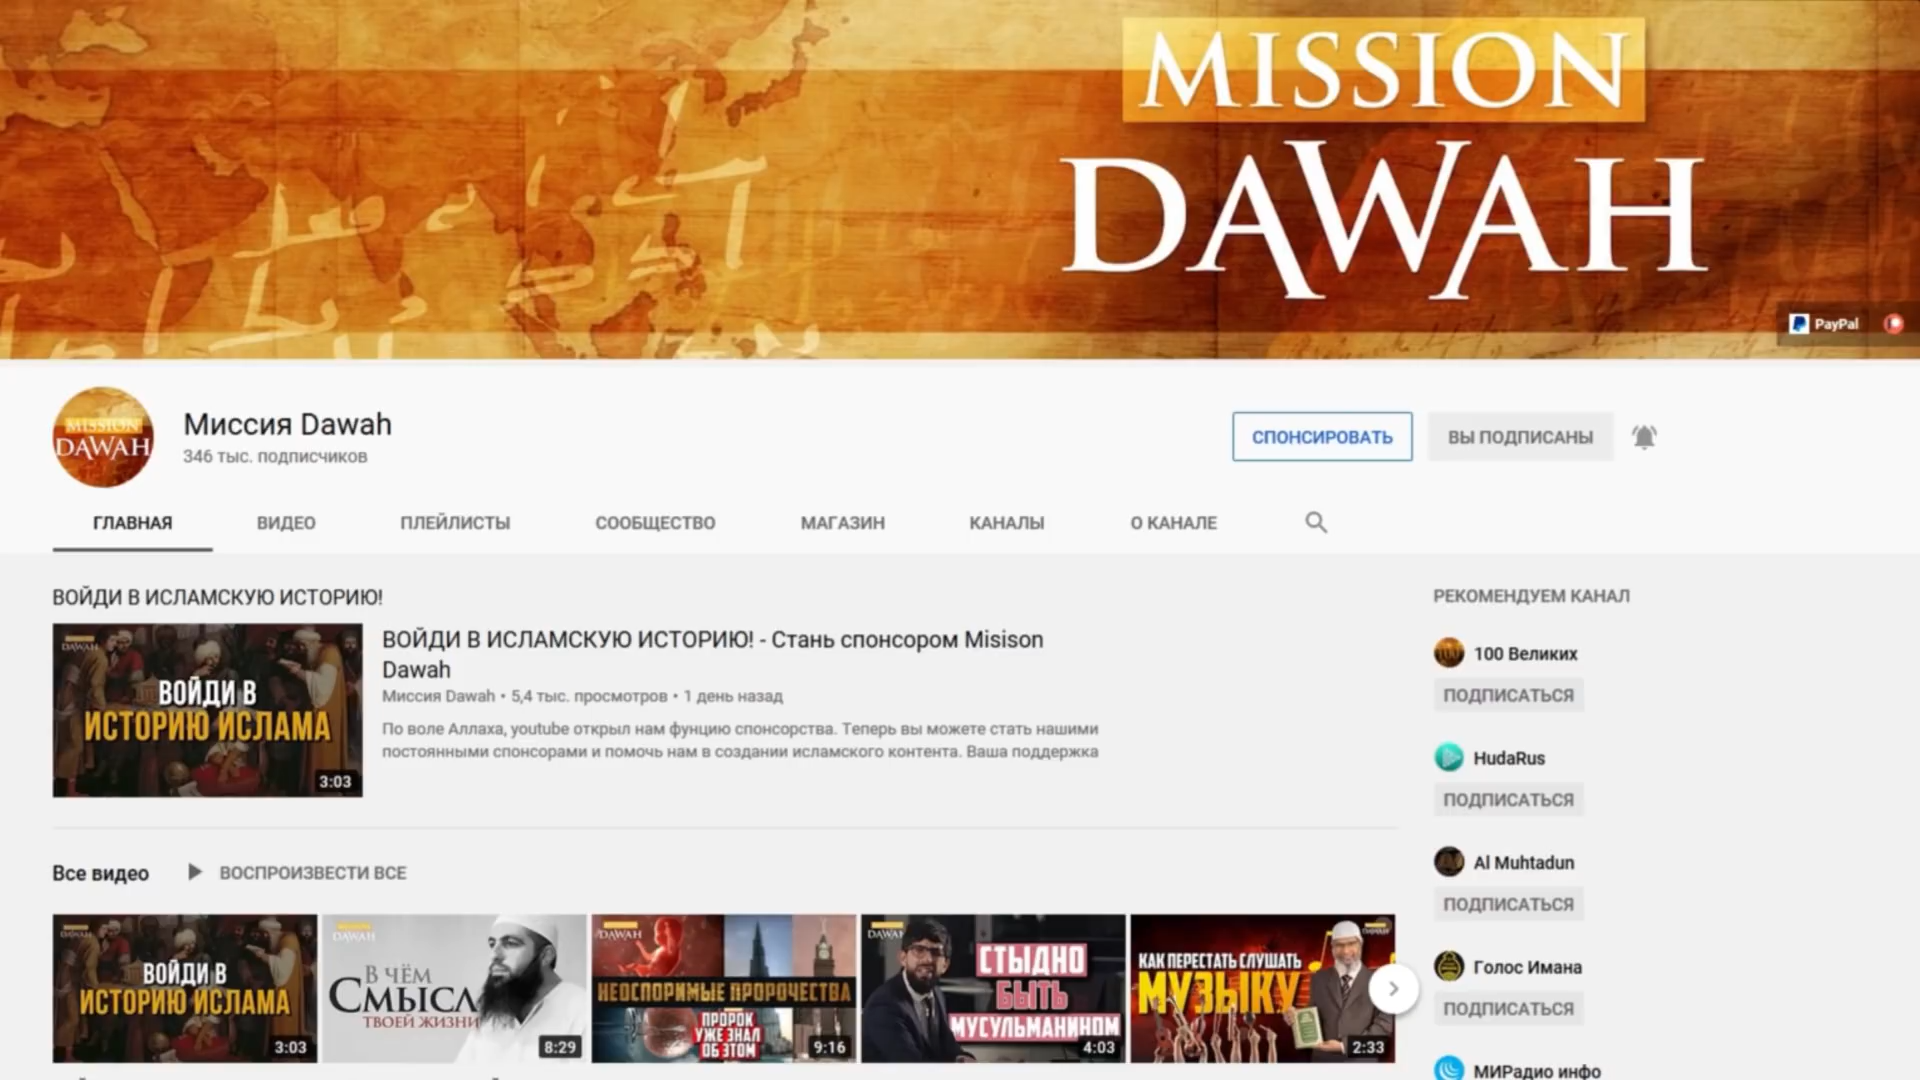 MISSION
DAWAH
PayPal
MISSION
DAWAH
Миссия Dawah
346 тыс. подписчиков
СПОНСИРОВАТЬ
ВЫ ПОДПИСАНЫ
ГЛАВНАЯ
ВИДЕО
ПЛЕЙЛИСТЫ
СООБЩЕСТВО
МАГАЗИН
КАНАЛЫ
О КАНАЛЕ
ВОЙДИ В ИСЛАМСКУЮ ИСТОРИЮ!
DAWAH
ВОЙДИ В
ИСТОРИЮ ИСЛАМА
3:03
ВОЙДИ В ИСЛАМСКУЮ ИСТОРИЮ! - Стань спонсором Misison
Dawah
Миссия Dawah • 5,4 тыс. просмотров • 1 день назад
По воле Аллаха, youtube открыл нам фунцию спонсорства. Теперь вы можете стать нашими
постоянными спонсорами и помочь нам в создании исламского контента. Ваша поддержка
Все видео
ВОСПРОИЗВЕСТИ ВСЕ
DAWAH
ВОЙДИ В
ИСТОРИЮ ИСЛАМА
3:03
DAWAH
В ЧЁМ
СМЫСЛ
ТВОЕЙ ЖИЗНИ
8:29
DAWAH
НЕОСПОРИМЫЕ ПРОРОЧЕСТВА
ПРОРОК
УЖЕ ЗНАЛ
ОБ ЭТОМ
9:16
DAWAH
СТЫДНО
БЫТЬ
МУСУЛЬМАНИНОМ
4:03
DAWAH
КАК ПЕРЕСТАТЬ СЛУШАТЬ
МУЗЫКУ
2:33
РЕКОМЕНДУЕМ КАНАЛ
100 Великих
ПОДПИСАТЬСЯ
HudaRus
ПОДПИСАТЬСЯ
Al Muhtadun
ПОДПИСАТЬСЯ
Голос Имана
ПОДПИСАТЬСЯ
МИРадио инфо